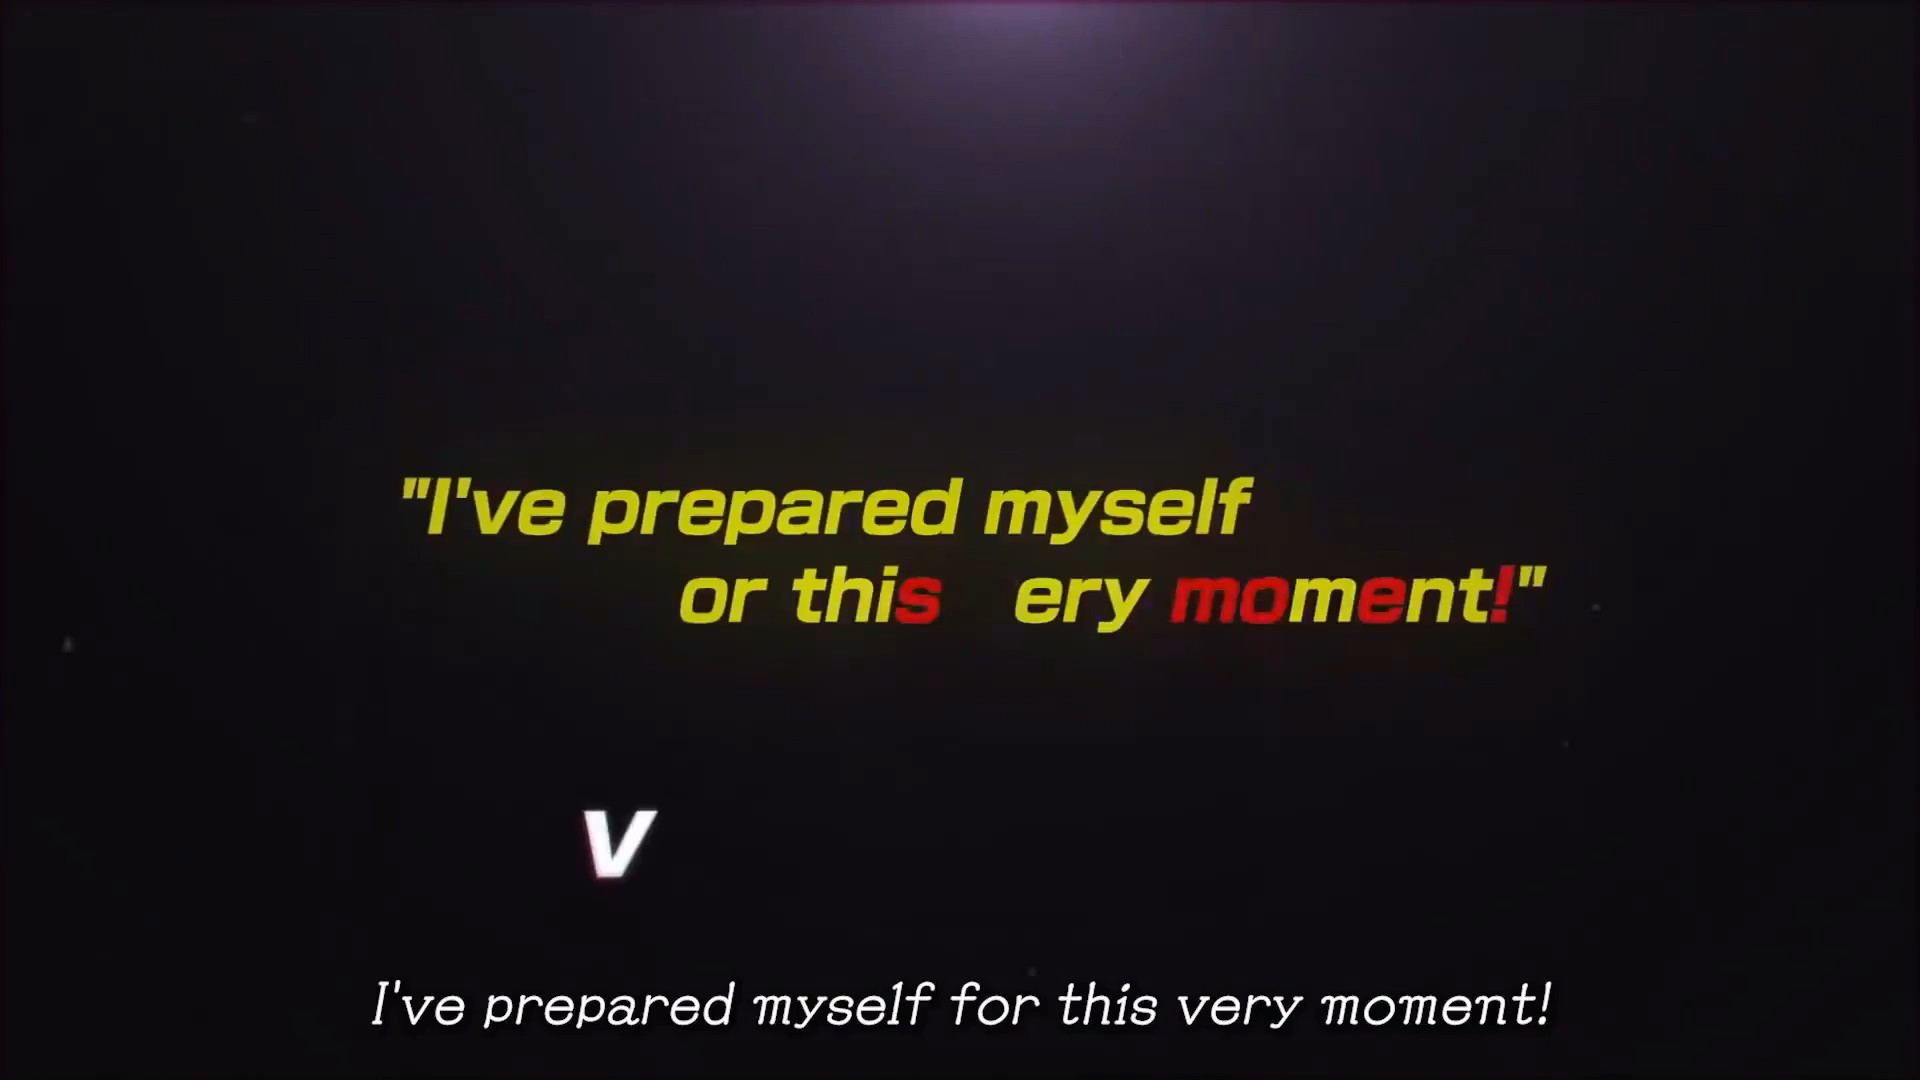 "I've prepared myself
or this ery moment!"
v
I've prepared myself for this very moment!